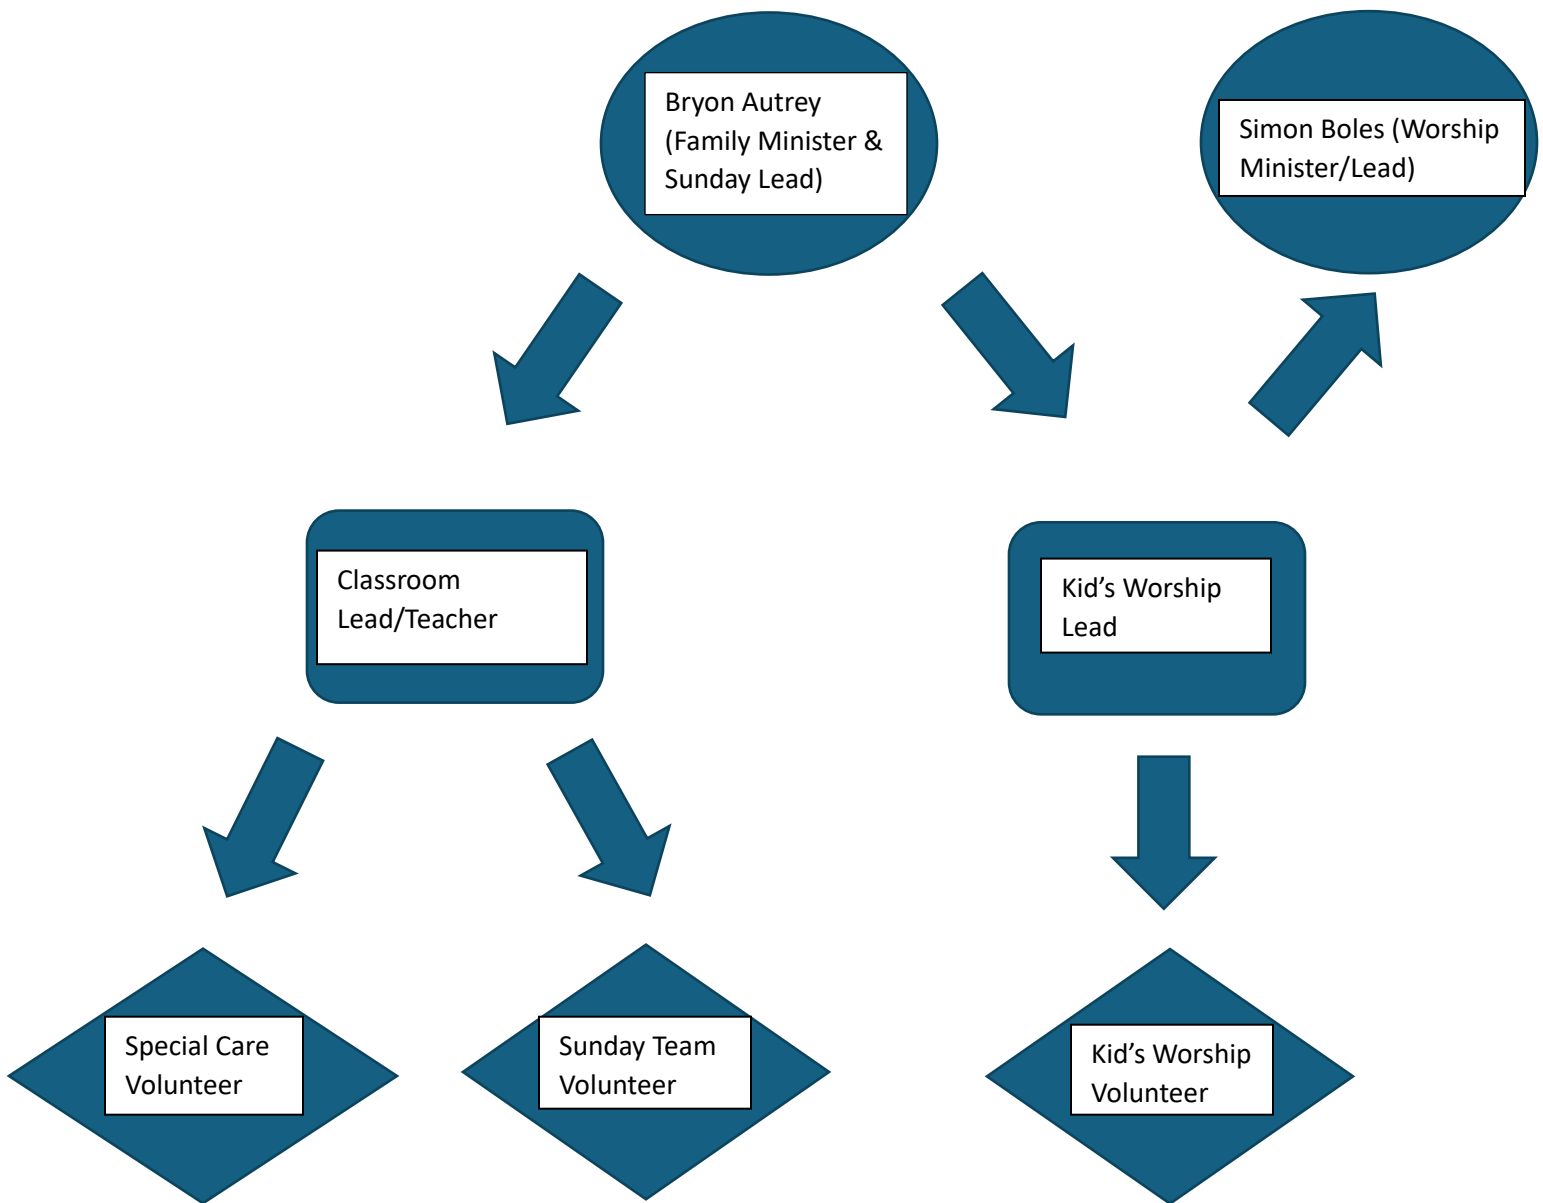 Bryon Autrey
(Family Minister &
Sunday Lead)
Simon Boles (Worship
Minister/Lead)
Classroom
Lead/Teacher
Kid’s Worship
Lead
Special Care
Volunteer
Sunday Team
Volunteer
Kid’s Worship
Volunteer